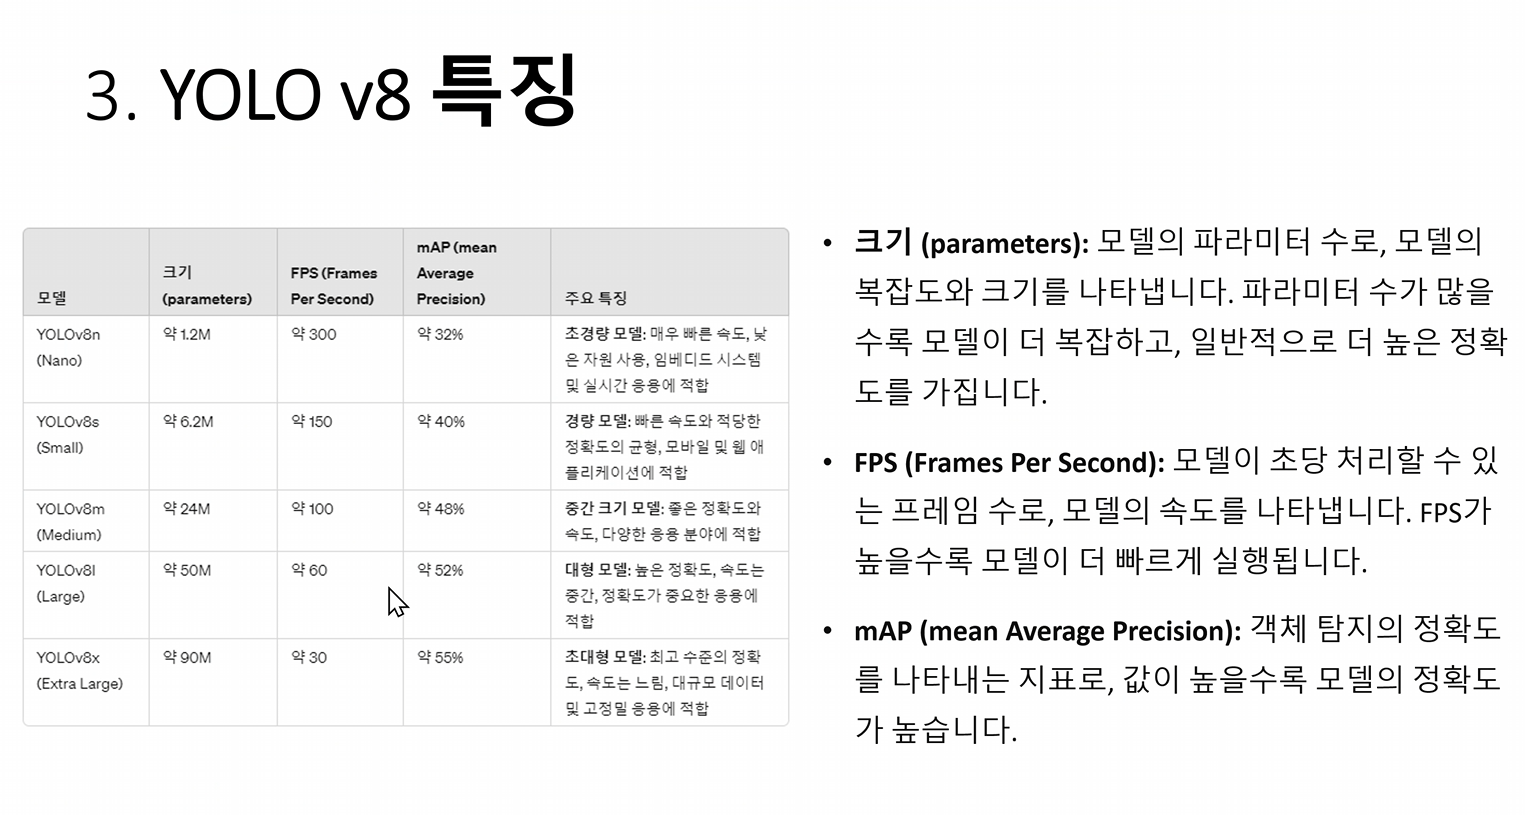 3. YOLO v8 특징
모델
크기
(parameters)
FPS (Frames
Per Second)
mAP (mean
Average
Precision)
주요 특징
YOLOv8n
(Nano)
약 1.2M
약 300
약 32%
초경량 모델: 매우 빠른 속도, 낮
은 자원 사용, 임베디드 시스템
및 실시간 응용에 적합
YOLOv8s
(Small)
약 6.2M
약 150
약 40%
경량 모델: 빠른 속도와 적당한
정확도의 균형, 모바일 및 웹 애
플리케이션에 적합
YOLOv8m
(Medium)
약 24M
약 100
약 48%
중간 크기 모델: 좋은 정확도와
속도, 다양한 응용 분야에 적합
YOLOv8l
(Large)
약 50M
약 60
약 52%
대형 모델: 높은 정확도, 속도는
중간, 정확도가 중요한 응용에
적합
YOLOv8x
(Extra Large)
약 90M
약 30
약 55%
초대형 모델: 최고 수준의 정확
도, 속도는 느림, 대규모 데이터
및 고정밀 응용에 적합
• 크기 (parameters): 모델의 파라미터 수로, 모델의
복잡도와 크기를 나타냅니다. 파라미터 수가 많을
수록 모델이 더 복잡하고, 일반적으로 더 높은 정확
도를 가집니다.
• FPS (Frames Per Second): 모델이 초당 처리할 수 있
는 프레임 수로, 모델의 속도를 나타냅니다. FPS가
높을수록 모델이 더 빠르게 실행됩니다.
• mAP (mean Average Precision): 객체 탐지의 정확도
를 나타내는 지표로, 값이 높을수록 모델의 정확도
가 높습니다.